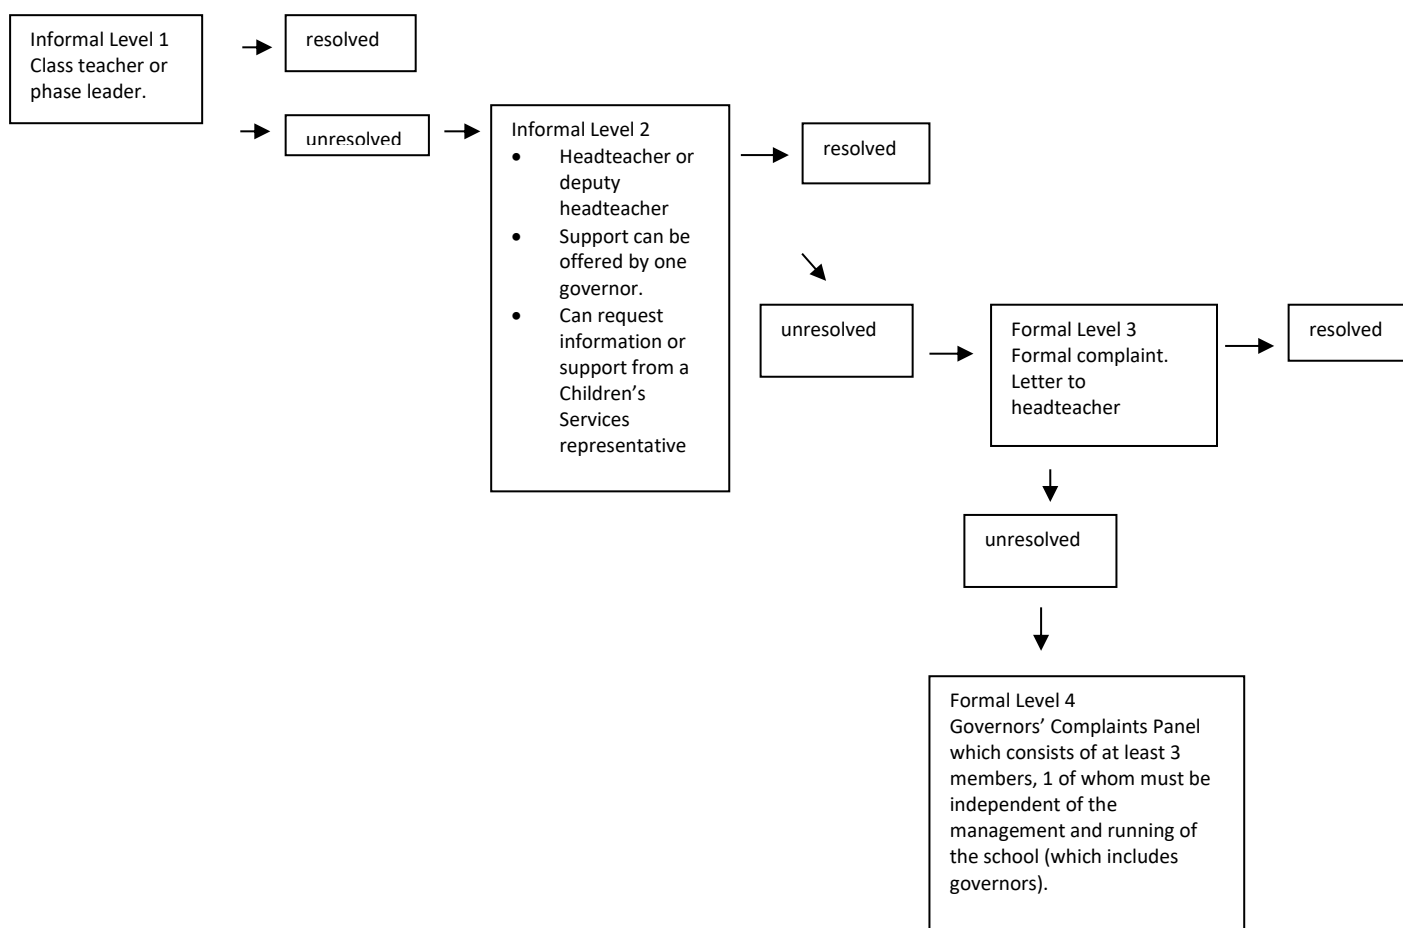 Informal Level 1
Class teacher or
phase leader.
resolved
unresolved
Informal Level 2
• Headteacher or
deputy
headteacher
• Support can be
offered by one
governor.
• Can request
information or
support from a
Children’s
Services
representative
resolved
unresolved
Formal Level 3
Formal complaint.
Letter to
headteacher
resolved
unresolved
Formal Level 4
Governors’ Complaints Panel
which consists of at least 3
members, 1 of whom must be
independent of the
management and running of
the school (which includes
governors).